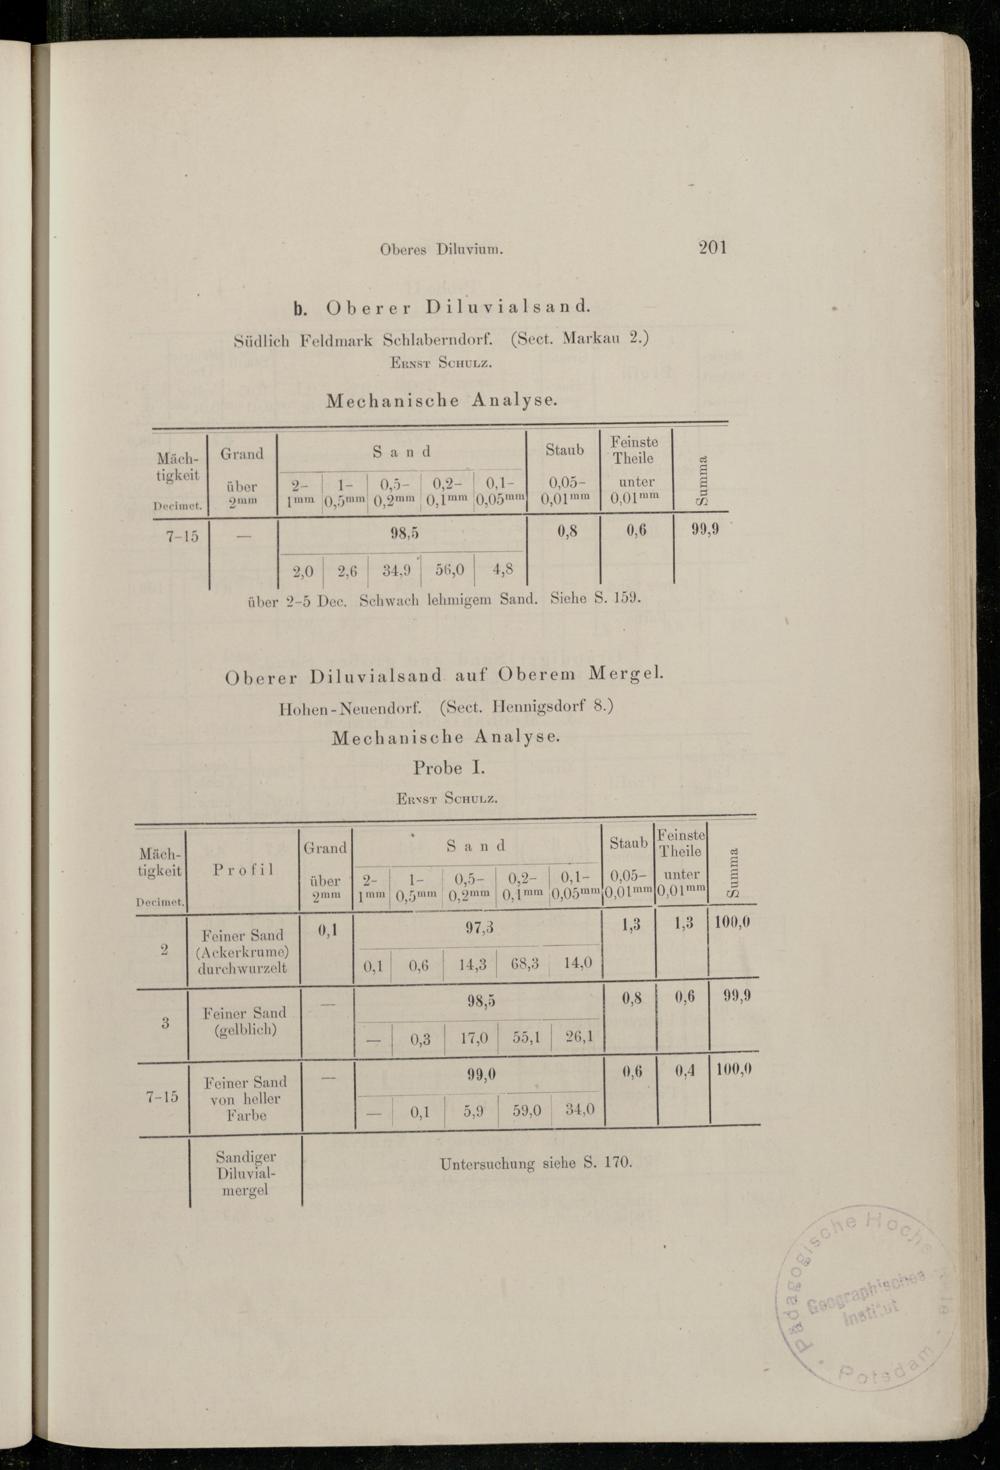 Oberes Diluvium. 201
b. Oberer Diluvialsand.
Südlich Feldmark Schlaberndorf. (Sect. Markau 2.)
Ernst Schulz.
Mechanische Analyse.
Mäch-
tigkeit
Decimet.
Grand
über
2mm
Sand
2–
1mm
1–
0,5mm
0,5–
0,2mm
0,2–
0,1mm
0,1–
0,05mm
Staub
0,05–
0,01mm
Feinste
Theile
unter
0,01mm
Summa
7–15 — 98,5 0,8 0,6 99,9
2,0 2,6 34,9 56,0 4,8
über 2–5 Dec. Schwach lehmigem Sand. Siehe S. 159.
Oberer Diluvialsand auf Oberem Mergel.
Hohen-Neuendorf. (Sect. Hennigsdorf 8.)
Mechanische Analyse.
Probe I.
Ernst Schulz.
Mäch-
tigkeit
Decimet.
Profil
Grand
über
2mm
Sand
2–
1mm
1–
0,5mm
0,5–
0,2mm
0,2–
0,1mm
0,1–
0,05mm
Staub
0,05–
0,01mm
Feinste
Theile
unter
0,01mm
Summa
2
Feiner Sand
(Ackerkrume)
durchwurzelt
0,1 97,3 1,3 1,3 100,0
0,1 0,6 14,3 68,3 14,0
3
Feiner Sand
(gelblich)
— 98,5 0,8 0,6 99,9
— 0,3 17,0 55,1 26,1
7–15
Feiner Sand
von heller
Farbe
— 99,0 0,6 0,4 100,0
— 0,1 5,9 59,0 34,0
Sandiger
Diluvial-
mergel
Untersuchung siehe S. 170.
Pädagogische
Geographisches
Institut
Potsdam